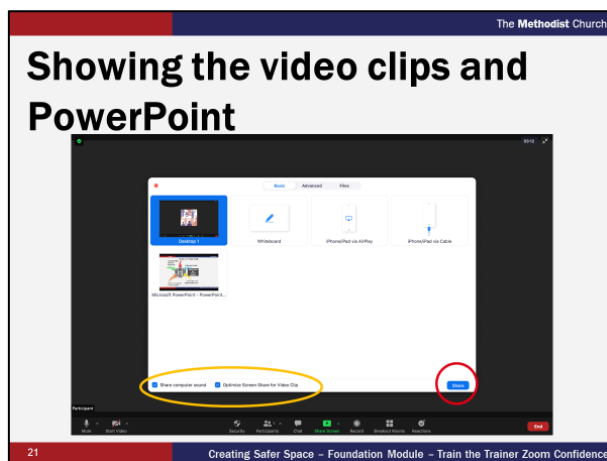 The Methodist Church
Showing the video clips and
PowerPoint
Basic Advanced Files
Desktop 1 Whiteboard iPhone/iPad via AirPlay iPhone/iPad via Cable
Microsoft PowerPoint - PowerPoint...
Share computer sound Optimize Screen Share for Video Clip Share
Participant
Mute Start Video Security Participants Chat Share Screen Record Breakout Rooms Reactions End
21 Creating Safer Space – Foundation Module – Train the Trainer Zoom Confidence